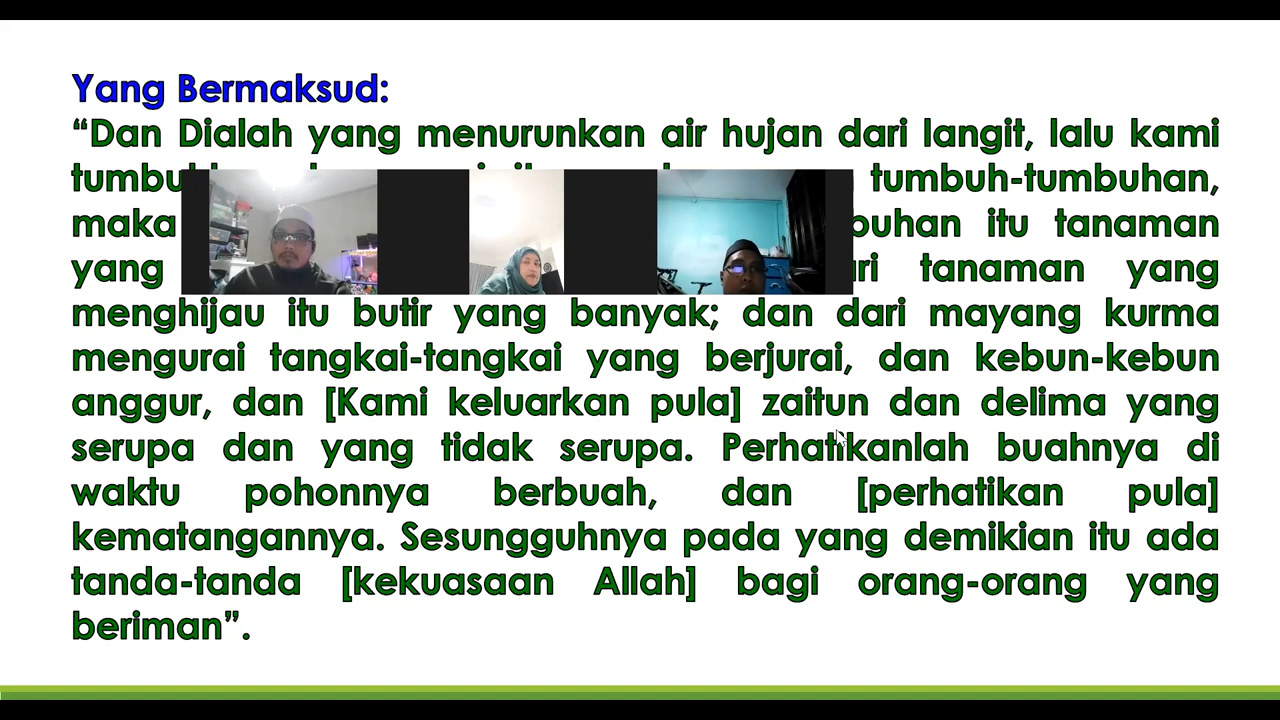 Yang Bermaksud:
“Dan Dialah yang menurunkan air hujan dari langit, lalu kami
tumbuh-tumbuhan,
maka itu tanaman
yang tanaman yang
menghijau itu butir yang banyak; dan dari mayang kurma
mengurai tangkai-tangkai yang berjurai, dan kebun-kebun
anggur, dan [Kami keluarkan pula] zaitun dan delima yang
serupa dan yang tidak serupa. Perhatikanlah buahnya di
waktu pohonnya berbuah, dan [perhatikan pula]
kematangannya. Sesungguhnya pada yang demikian itu ada
tanda-tanda [kekuasaan Allah] bagi orang-orang yang
beriman”.